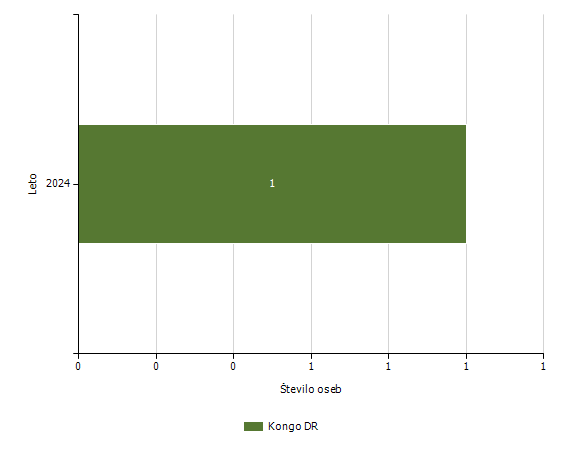 Leto
2024
1
0 0 0 1 1 1 1
Število oseb
Kongo DR